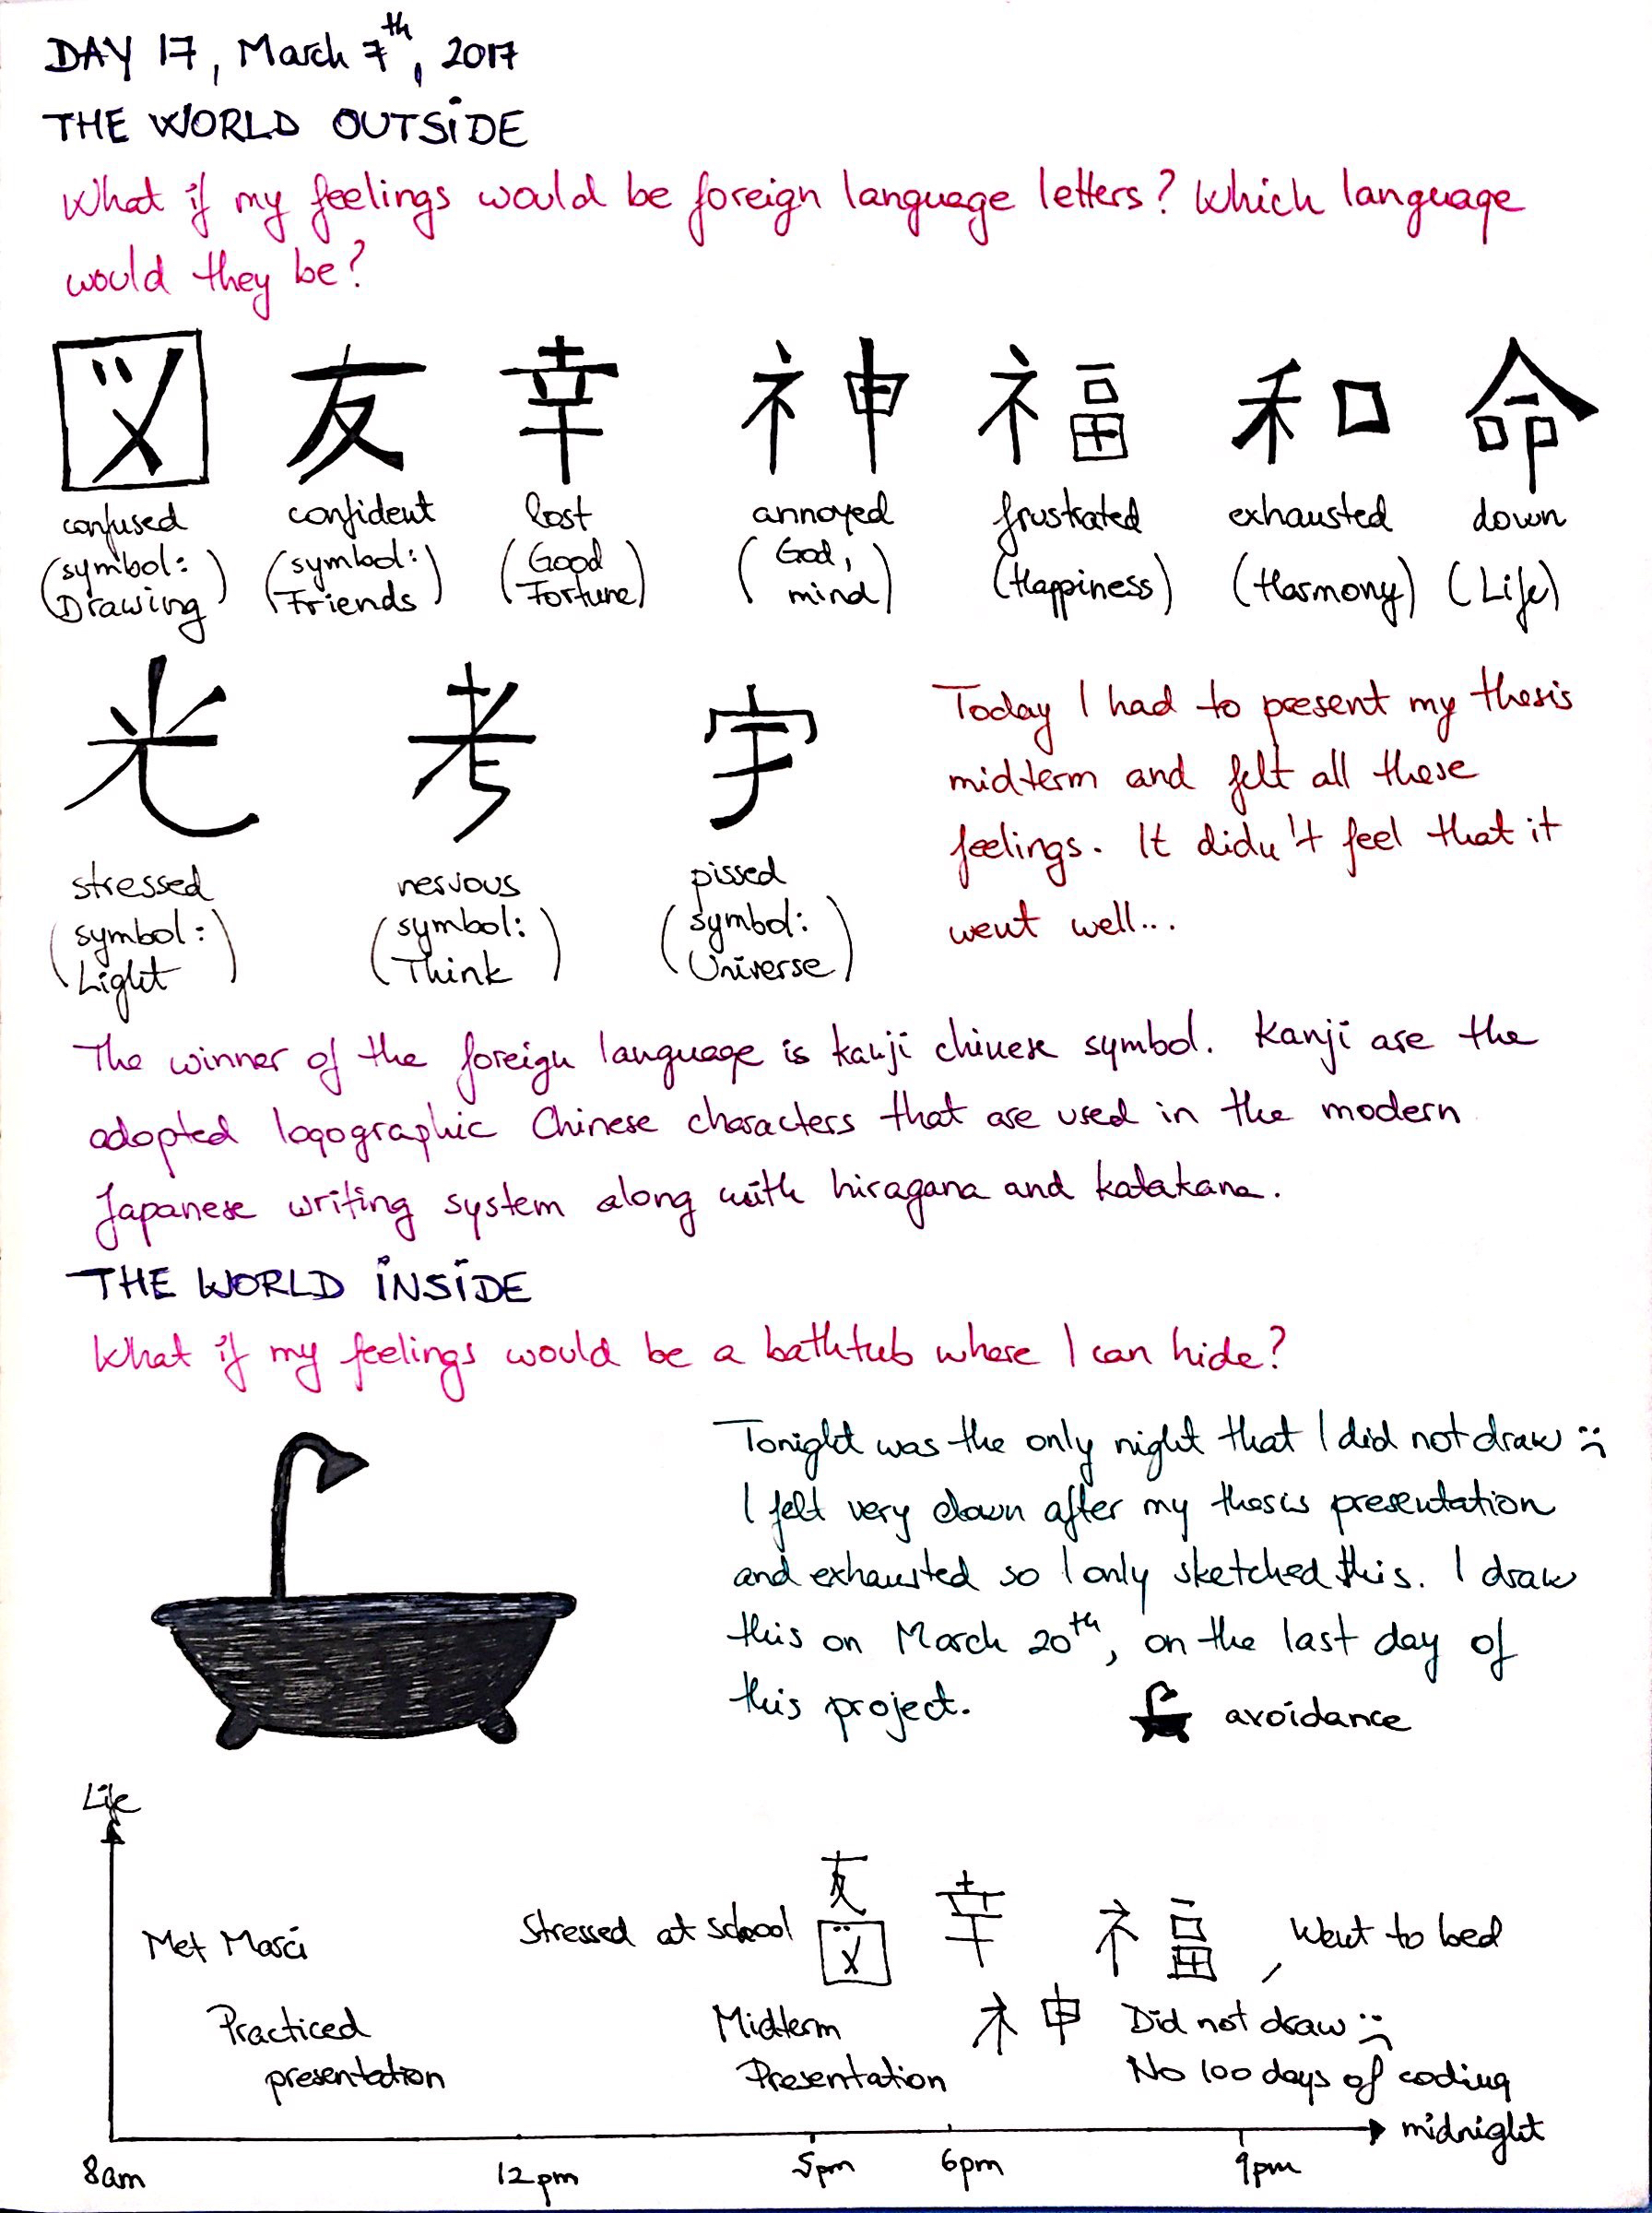 DAY 17, March 7th, 2017
THE WORLD OUTSIDE
What if my feelings would be foreign language letters? Which language
would they be?
図 友 幸 神 福 和 命
confused confident lost annoyed frustrated exhausted down
(symbol: Drawing) (symbol: Friends) (Good Fortune) (God, mind) (Happiness) (Harmony) (Life)
光 考 宇
stressed nervous pissed
(symbol: Light) (symbol: Think) (symbol: Universe)
Today I had to present my thesis
midterm and felt all these
feelings. It didn't feel that it
went well...
The winner of the foreign language is kanji chinese symbol. Kanji are the
adopted logographic Chinese characters that are used in the modern
Japanese writing system along with hiragana and katakana.
THE WORLD INSIDE
What if my feelings would be a bathtub where I can hide?
Tonight was the only night that I did not draw :(
I felt very down after my thesis presentation
and exhausted so I only sketched this. I draw
this on March 20th, on the last day of
this project.
avoidance
Life
友
Met Marci Stressed at school 図 幸 福, Went to bed
Practiced presentation
Midterm Presentation
神
Did not draw :(
No 100 days of coding
midnight
8am 12pm 5pm 6pm 9pm